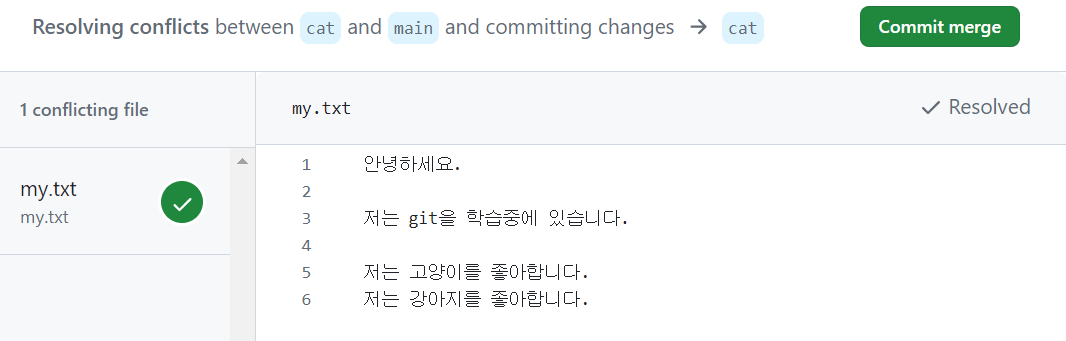 Resolving conflicts between cat and main and committing changes → cat
Commit merge
1 conflicting file
my.txt
my.txt
my.txt
Resolved
1 안녕하세요.
2
3 저는 git을 학습중에 있습니다.
4
5 저는 고양이를 좋아합니다.
6 저는 강아지를 좋아합니다.